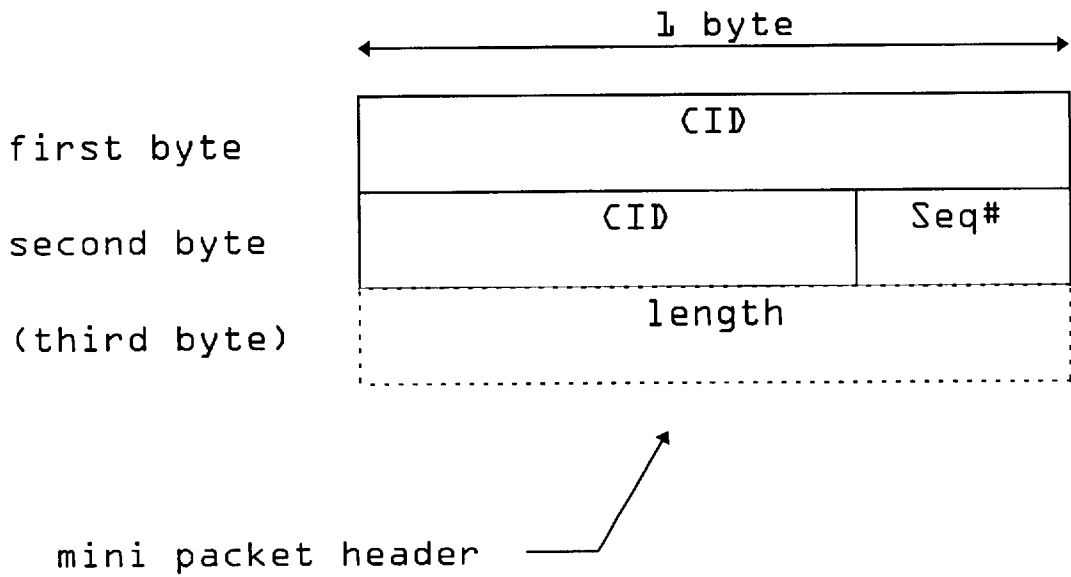 1 byte
first byte
CID
second byte
CID
Seq#
(third byte)
length
mini packet header